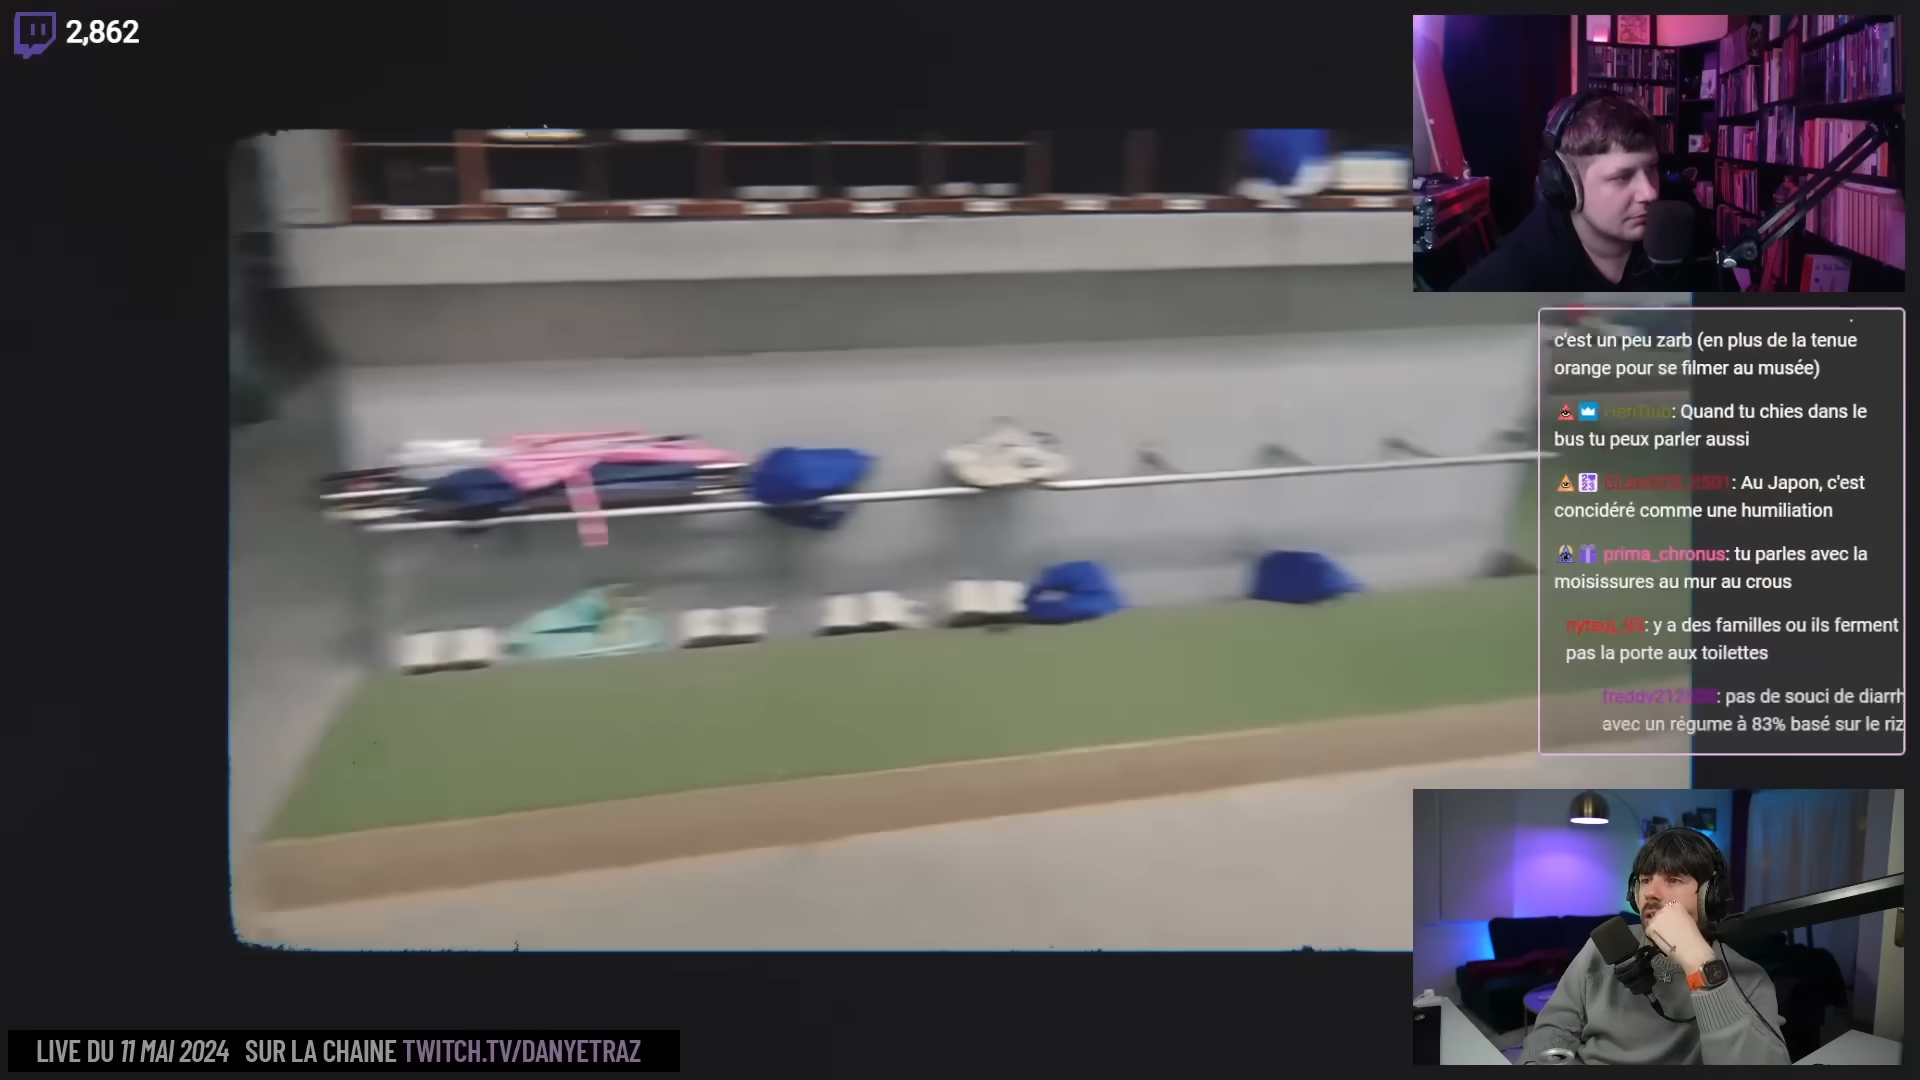 2,862
c'est un peu zarb (en plus de la tenue
orange pour se filmer au musée)
: Quand tu chies dans le
bus tu peux parler aussi
: Au Japon, c'est
concidéré comme une humiliation
prima_chronus: tu parles avec la
moisissures au mur au crous
: y a des familles ou ils ferment
pas la porte aux toilettes
: pas de souci de diarrh
avec un régume à 83% basé sur le riz
LIVE DU 11 MAI 2024 SUR LA CHAINE TWITCH.TV/DANYETRAZ